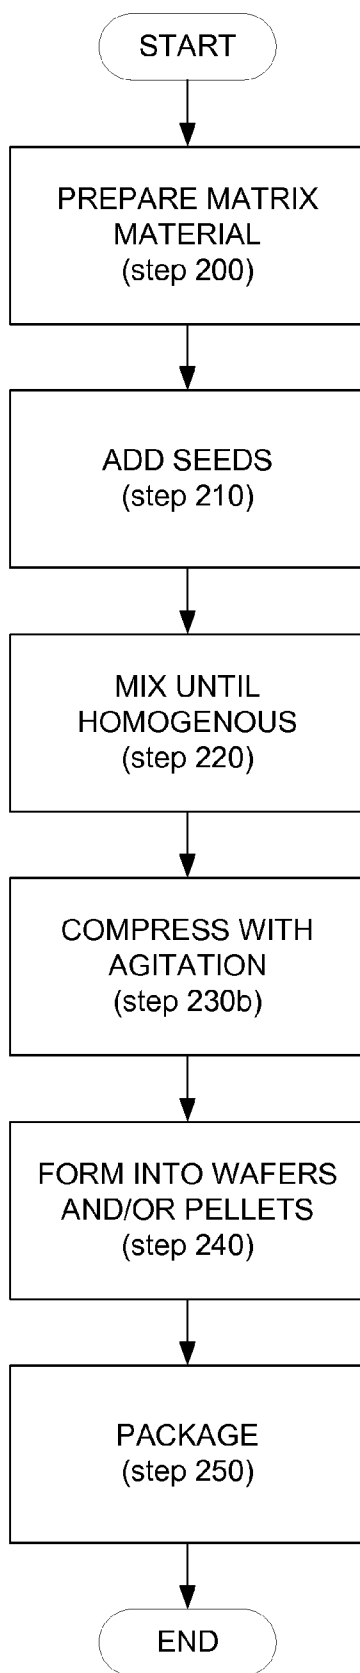 START
PREPARE MATRIX
MATERIAL
(step 200)
ADD SEEDS
(step 210)
MIX UNTIL
HOMOGENOUS
(step 220)
COMPRESS WITH
AGITATION
(step 230b)
FORM INTO WAFERS
AND/OR PELLETS
(step 240)
PACKAGE
(step 250)
END